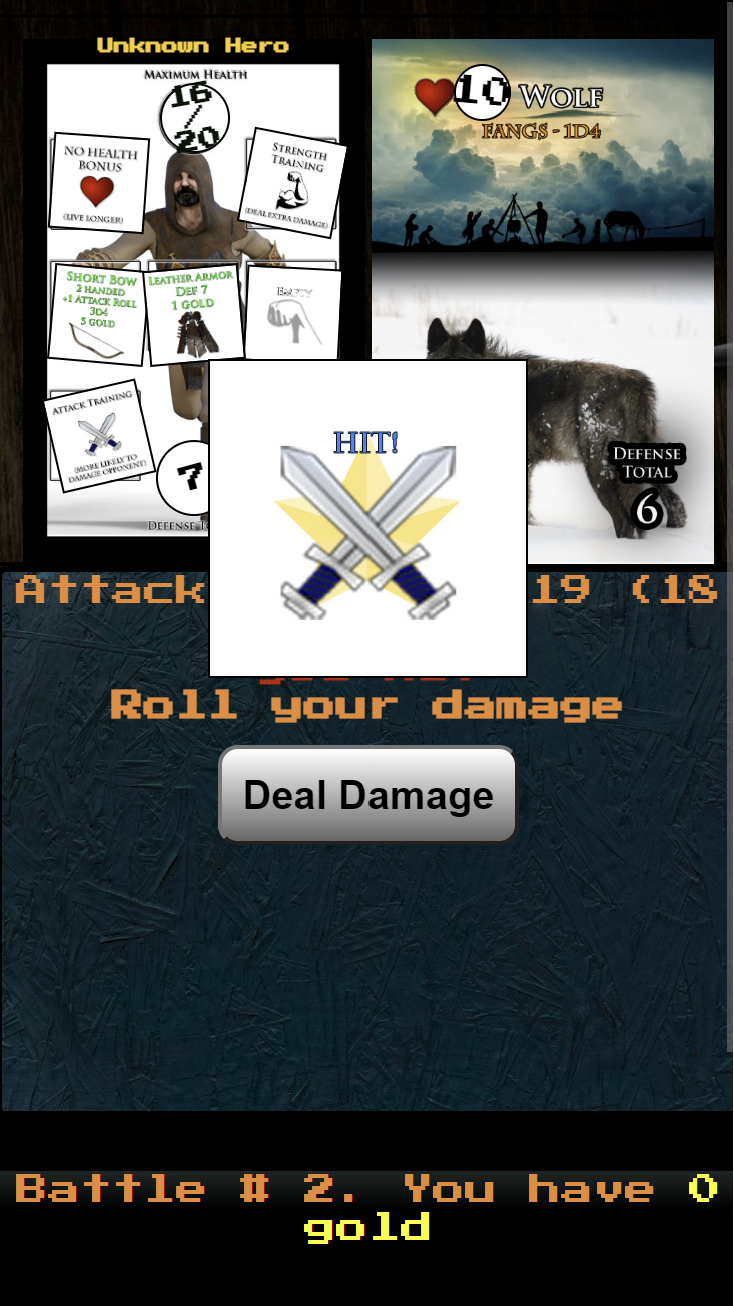 Unknown Hero
Maximum Health
16
/
20
No Health
Bonus
(Live Longer)
Strength
Training
(Deal Extra Damage)
Short Bow
2 Handed
+1 Attack Roll
3D4
5 Gold
Leather Armor
Def 7
1 Gold
Empty
Attack Training
(More likely to
damage opponent)
7
Defense
10 Wolf
Fangs - 1D4
Defense
Total
6
HIT!
Attack 19 (18
Roll your damage
Deal Damage
Battle # 2. You have 0
gold